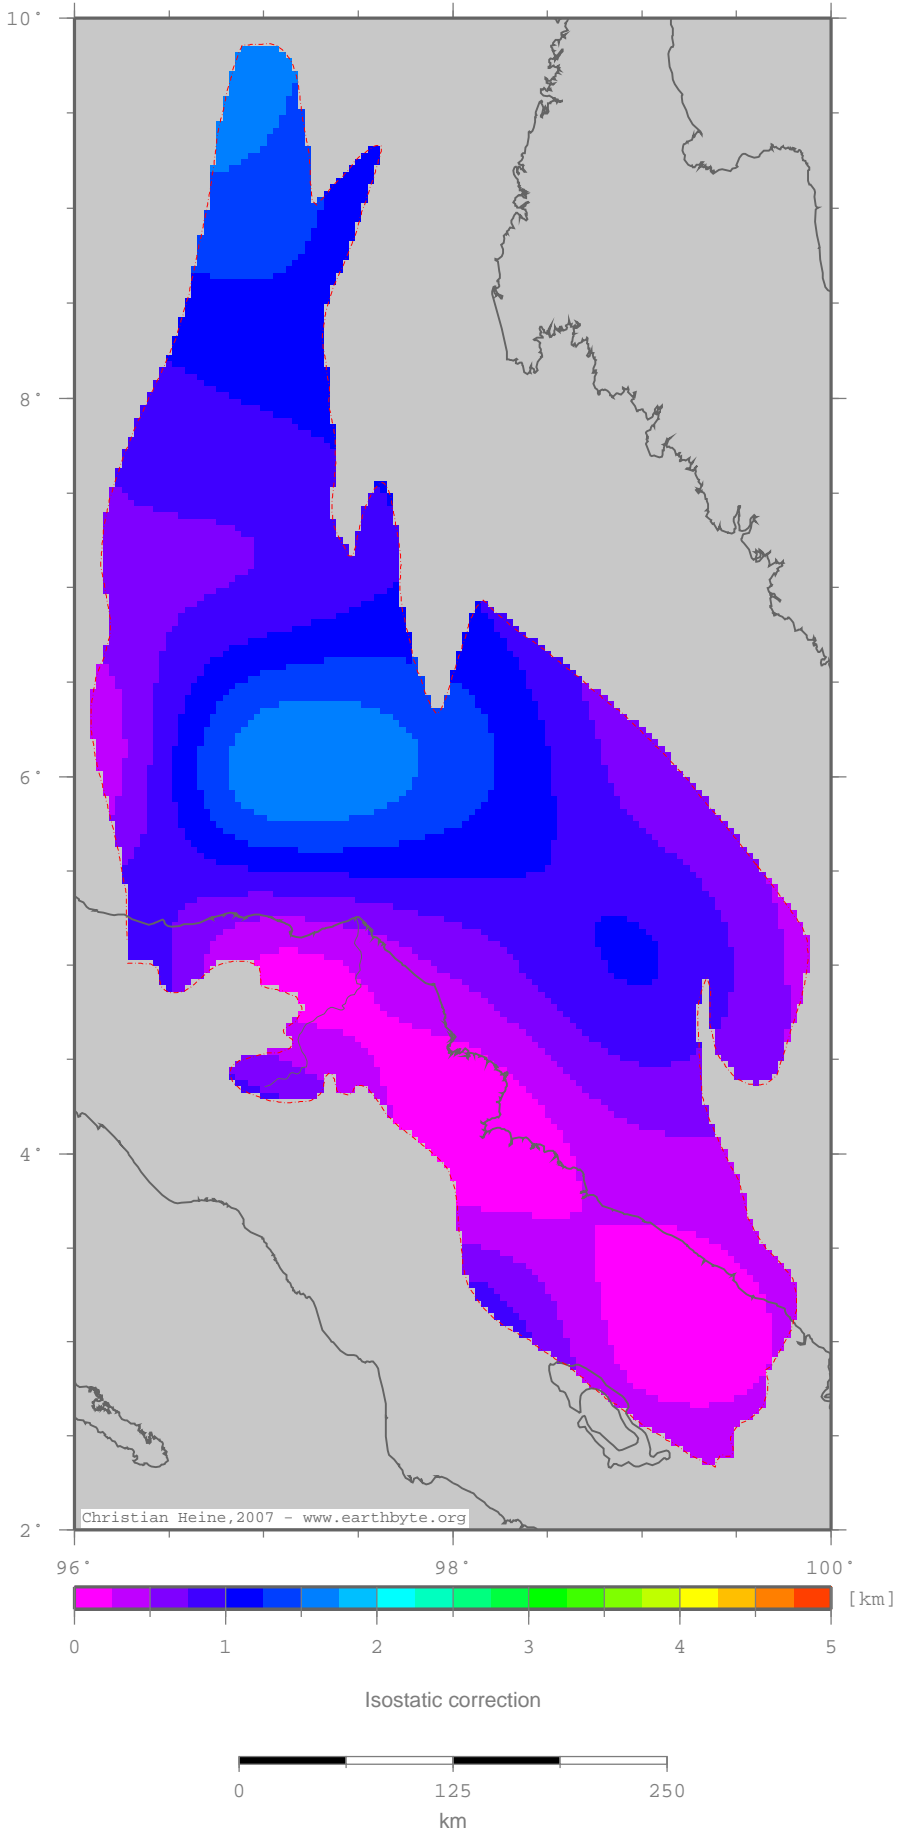 10°
8°
6°
4°
2°
Christian Heine,2007 - www.earthbyte.org
96° 98° 100°
[km]
0 1 2 3 4 5
Isostatic correction
0 125 250
km